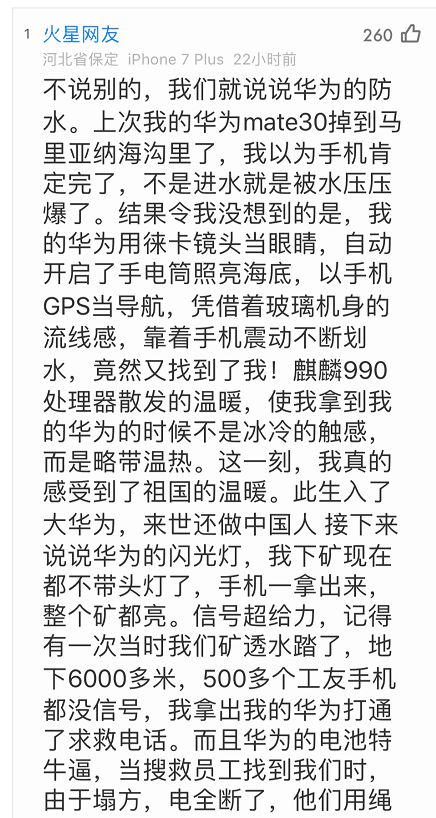 1 火星网友 260
河北省保定 iPhone 7 Plus 22小时前
不说别的，我们就说说华为的防
水。上次我的华为mate30掉到马
里亚纳海沟里了，我以为手机肯
定完了，不是进水就是被水压压
爆了。结果令我没想到的是，我
的华为用徕卡镜头当眼睛，自动
开启了手电筒照亮海底，以手机
GPS当导航，凭借着玻璃机身的
流线感，靠着手机震动不断划
水，竟然又找到了我！麒麟990
处理器散发的温暖，使我拿到我
的华为的时候不是冰冷的触感，
而是略带温热。这一刻，我真的
感受到了祖国的温暖。此生入了
大华为，来世还做中国人 接下来
说说华为的闪光灯，我下矿现在
都不带头灯了，手机一拿出来，
整个矿都亮。信号超给力，记得
有一次当时我们矿透水踏了，地
下6000多米，500多个工友手机
都没信号，我拿出我的华为打通
了求救电话。而且华为的电池特
牛逼，当搜救员工找到我们时，
由于塌方，电全断了，他们用绳